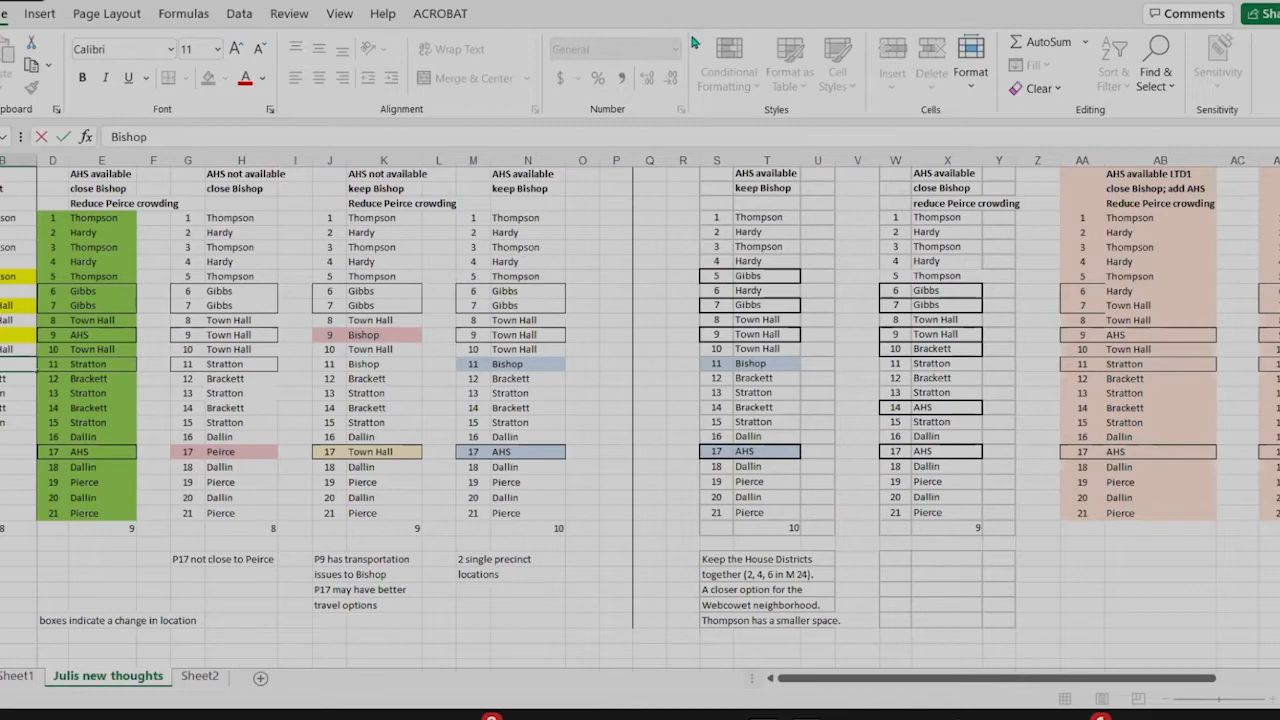 Insert Page Layout Formulas Data Review View Help ACROBAT Comments Sha
Calibri 11 A A Wrap Text General AutoSum
B I U A Merge & Center $ % Conditional Formatting Format as Table Cell Styles Insert Delete Format Fill Clear Sort & Filter Find & Select Sensitivity
pboard Font Alignment Number Styles Cells Editing Sensitivity
fx Bishop
B D E F G H I J K L M N O P Q R S T U V W X Y Z AA AB AC AD
AHS available AHS not available AHS not available AHS available AHS available AHS available AHS available LTD1
t close Bishop close Bishop keep Bishop keep Bishop keep Bishop close Bishop close Bishop; add AHS
Reduce Peirce crowding Reduce Peirce crowding reduce Peirce crowding Reduce Peirce crowding
son 1 Thompson 1 Thompson 1 Thompson 1 Thompson 1 Thompson 1 Thompson 1 Thompson
2 Hardy 2 Hardy 2 Hardy 2 Hardy 2 Hardy 2 Hardy 2 Hardy
son 3 Thompson 3 Thompson 3 Thompson 3 Thompson 3 Thompson 3 Thompson 3 Thompson
4 Hardy 4 Hardy 4 Hardy 4 Hardy 4 Hardy 4 Hardy 4 Hardy
son 5 Thompson 5 Thompson 5 Thompson 5 Thompson 5 Gibbs 5 Thompson 5 Thompson
6 Gibbs 6 Gibbs 6 Gibbs 6 Gibbs 6 Hardy 6 Gibbs 6 Hardy
Hall 7 Gibbs 7 Gibbs 7 Gibbs 7 Gibbs 7 Gibbs 7 Gibbs 7 Town Hall
Hall 8 Town Hall 8 Town Hall 8 Town Hall 8 Town Hall 8 Town Hall 8 Town Hall 8 Town Hall
9 AHS 9 Town Hall 9 Bishop 9 Town Hall 9 Town Hall 9 Town Hall 9 AHS
Hall 10 Town Hall 10 Town Hall 10 Town Hall 10 Town Hall 10 Town Hall 10 Brackett 10 Town Hall
11 Stratton 11 Stratton 11 Bishop 11 Bishop 11 Bishop 11 Stratton 11 Stratton
tt 12 Brackett 12 Brackett 12 Brackett 12 Brackett 12 Brackett 12 Brackett 12 Brackett
n 13 Stratton 13 Stratton 13 Stratton 13 Stratton 13 Stratton 13 Stratton 13 Stratton
tt 14 Brackett 14 Brackett 14 Brackett 14 Brackett 14 Brackett 14 AHS 14 Brackett
n 15 Stratton 15 Stratton 15 Stratton 15 Stratton 15 Stratton 15 Stratton 15 Stratton
16 Dallin 16 Dallin 16 Dallin 16 Dallin 16 Dallin 16 Dallin 16 Dallin
17 AHS 17 Peirce 17 Town Hall 17 AHS 17 AHS 17 AHS 17 AHS
18 Dallin 18 Dallin 18 Dallin 18 Dallin 18 Dallin 18 Dallin 18 Dallin
19 Pierce 19 Pierce 19 Pierce 19 Pierce 19 Pierce 19 Pierce 19 Pierce
20 Dallin 20 Dallin 20 Dallin 20 Dallin 20 Dallin 20 Dallin 20 Dallin
21 Pierce 21 Pierce 21 Pierce 21 Pierce 21 Pierce 21 Pierce 21 Pierce
8 9 8 9 10 10 9
P17 not close to Peirce P9 has transportation 2 single precinct Keep the House Districts
issues to Bishop locations together (2, 4, 6 in M 24).
P17 may have better A closer option for the
travel options Webcowet neighborhood.
boxes indicate a change in location Thompson has a smaller space.
Sheet1 Julis new thoughts Sheet2